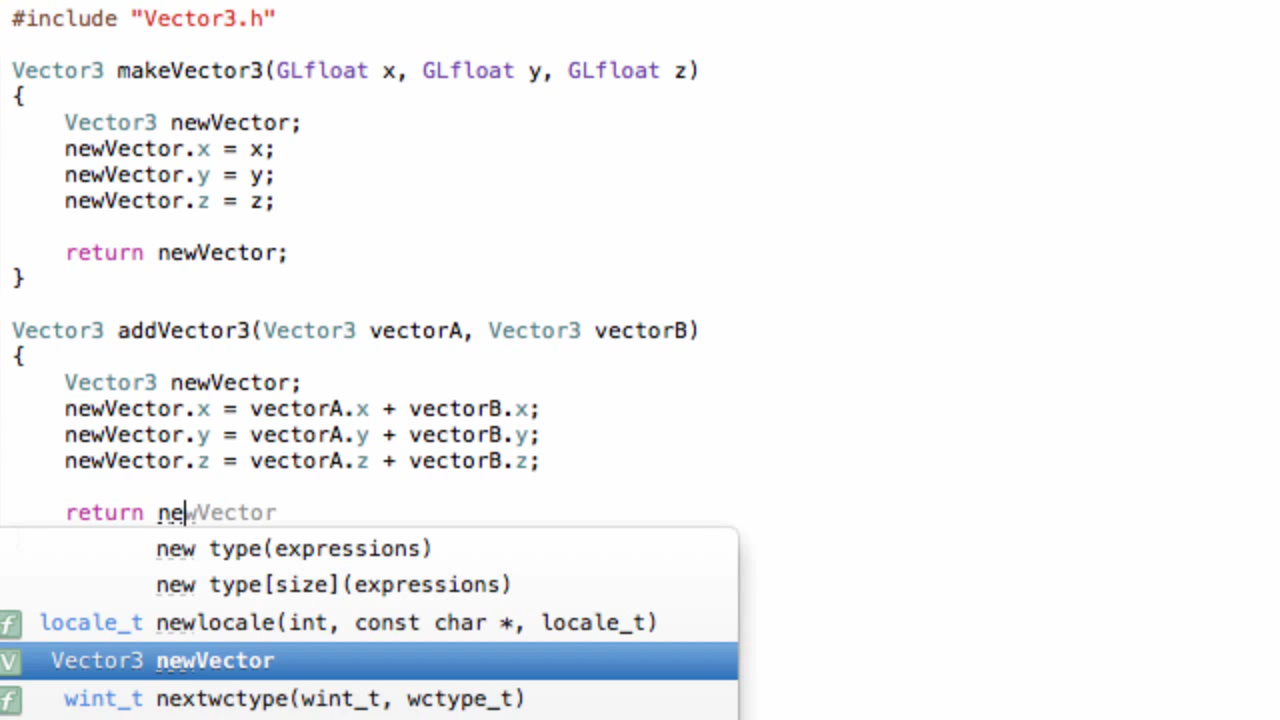 #include "Vector3.h"
Vector3 makeVector3(GLfloat x, GLfloat y, GLfloat z)
{
    Vector3 newVector;
    newVector.x = x;
    newVector.y = y;
    newVector.z = z;
    return newVector;
}
Vector3 addVector3(Vector3 vectorA, Vector3 vectorB)
{
    Vector3 newVector;
    newVector.x = vectorA.x + vectorB.x;
    newVector.y = vectorA.y + vectorB.y;
    newVector.z = vectorA.z + vectorB.z;
    return newVector
new type(expressions)
new type[size](expressions)
f locale_t newlocale(int, const char *, locale_t)
V Vector3 newVector
f wint_t nextwctype(wint_t, wctype_t)